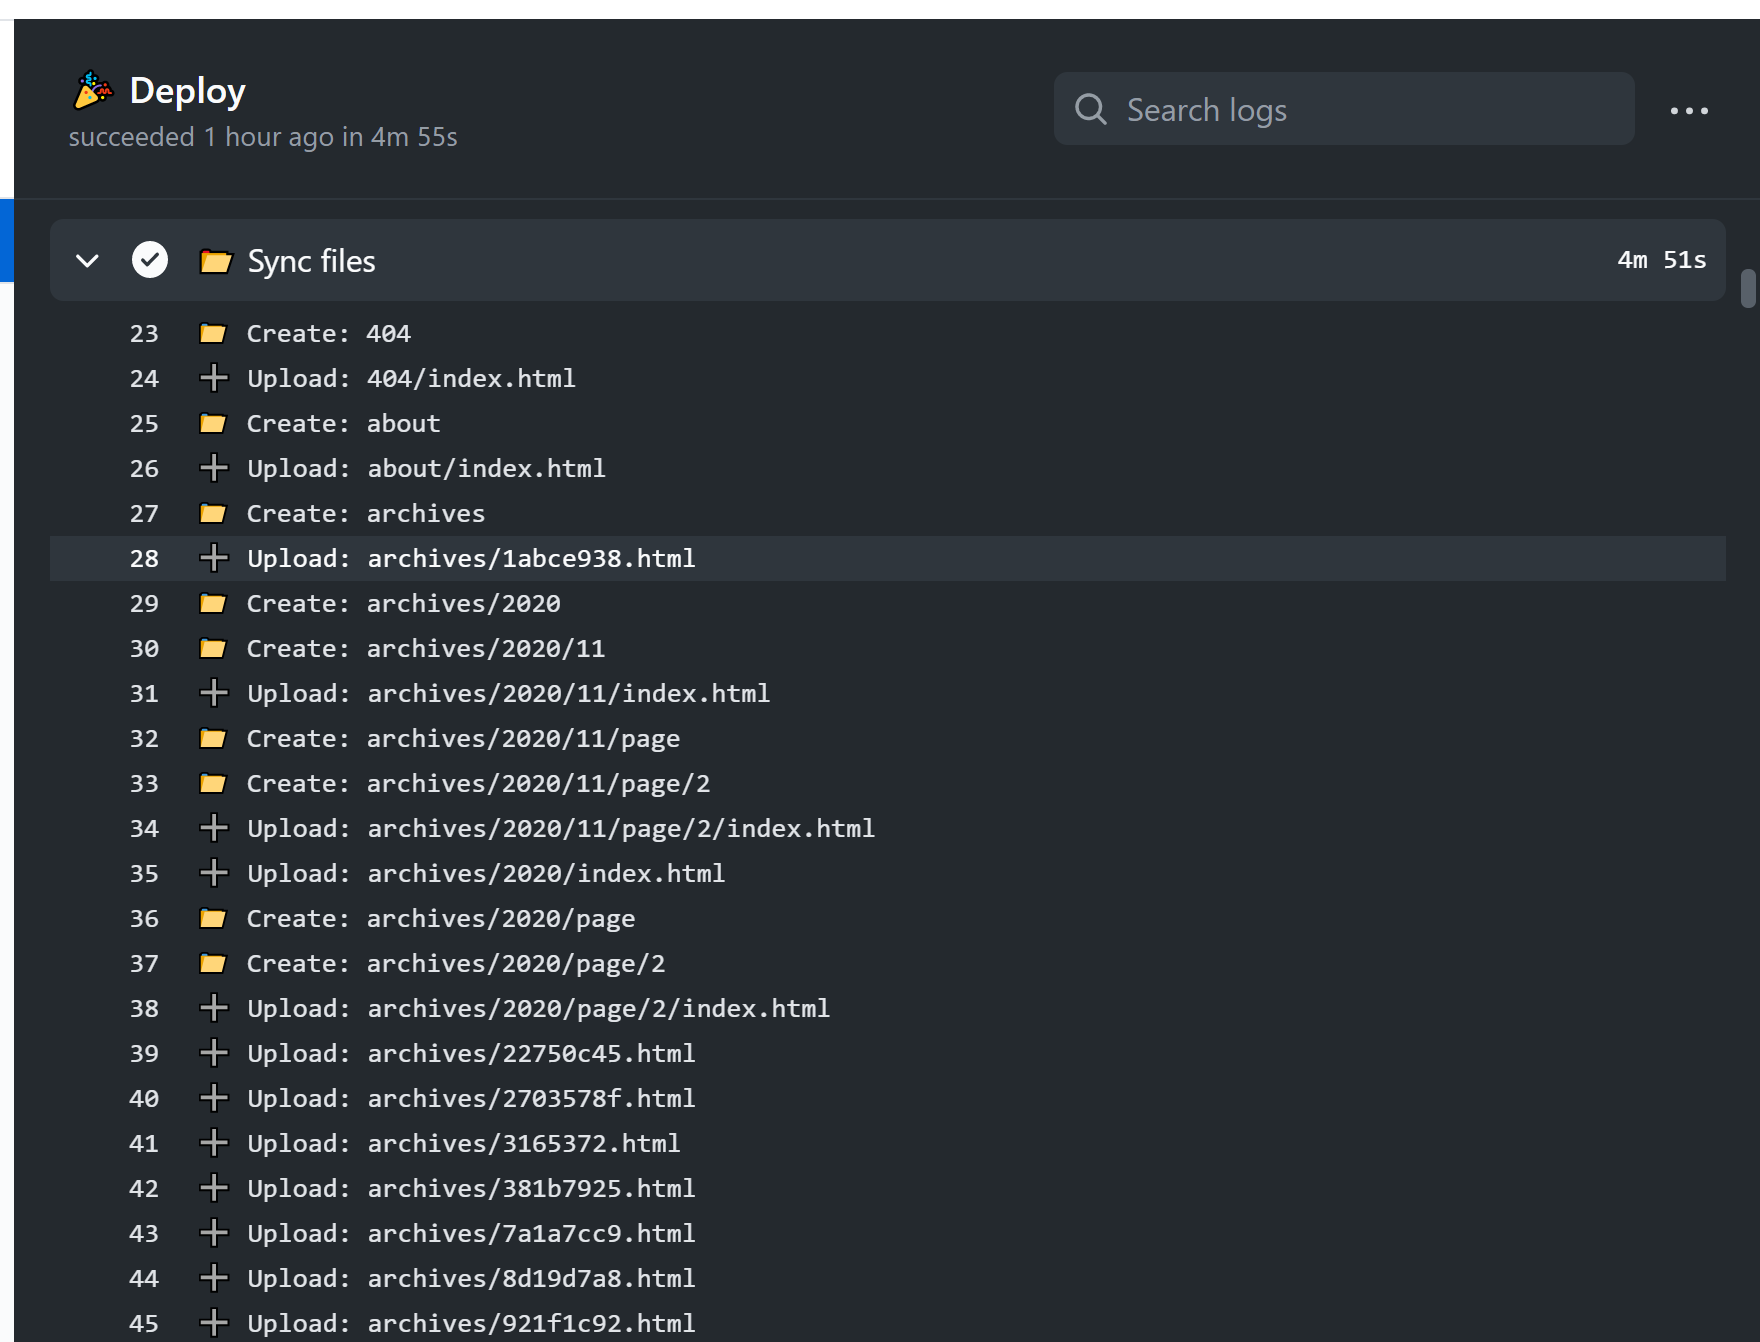 🎉 Deploy
succeeded 1 hour ago in 4m 55s
Search logs
📂 Sync files 4m 51s
23 📁 Create: 404
24 ➕ Upload: 404/index.html
25 📁 Create: about
26 ➕ Upload: about/index.html
27 📁 Create: archives
28 ➕ Upload: archives/1abce938.html
29 📁 Create: archives/2020
30 📁 Create: archives/2020/11
31 ➕ Upload: archives/2020/11/index.html
32 📁 Create: archives/2020/11/page
33 📁 Create: archives/2020/11/page/2
34 ➕ Upload: archives/2020/11/page/2/index.html
35 ➕ Upload: archives/2020/index.html
36 📁 Create: archives/2020/page
37 📁 Create: archives/2020/page/2
38 ➕ Upload: archives/2020/page/2/index.html
39 ➕ Upload: archives/22750c45.html
40 ➕ Upload: archives/2703578f.html
41 ➕ Upload: archives/3165372.html
42 ➕ Upload: archives/381b7925.html
43 ➕ Upload: archives/7a1a7cc9.html
44 ➕ Upload: archives/8d19d7a8.html
45 ➕ Upload: archives/921f1c92.html